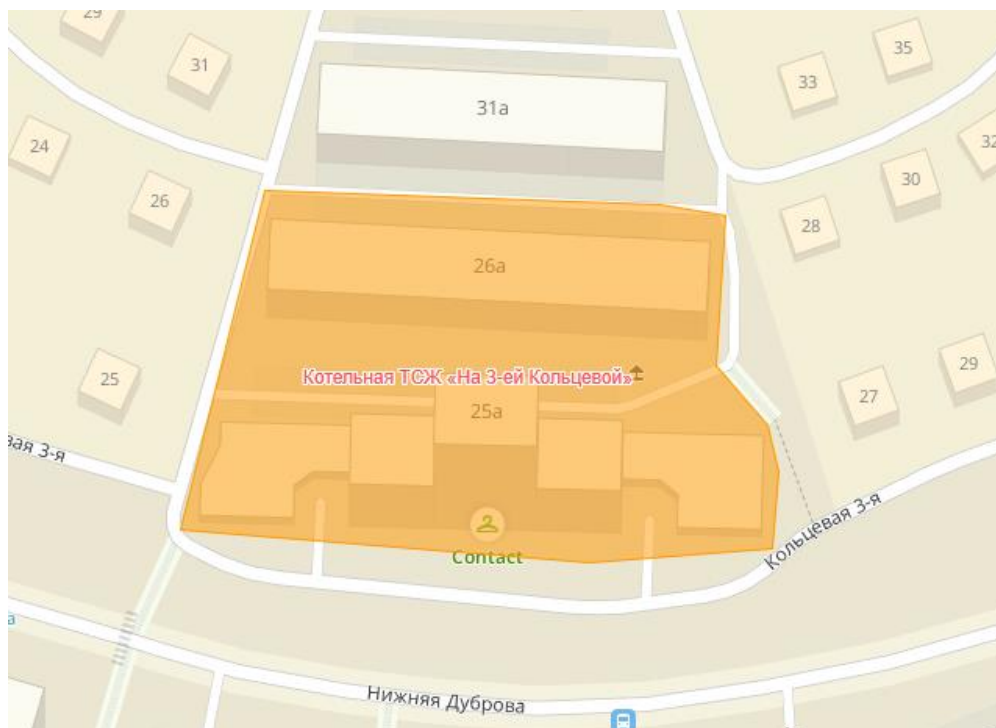 29
31
35
33
31а
24
32
30
26
28
26а
29
25
Котельная ТСЖ «На 3-ей Кольцевой»
27
25а
вая 3-я
Кольцевая 3-я
Contact
а
Нижняя Дуброва